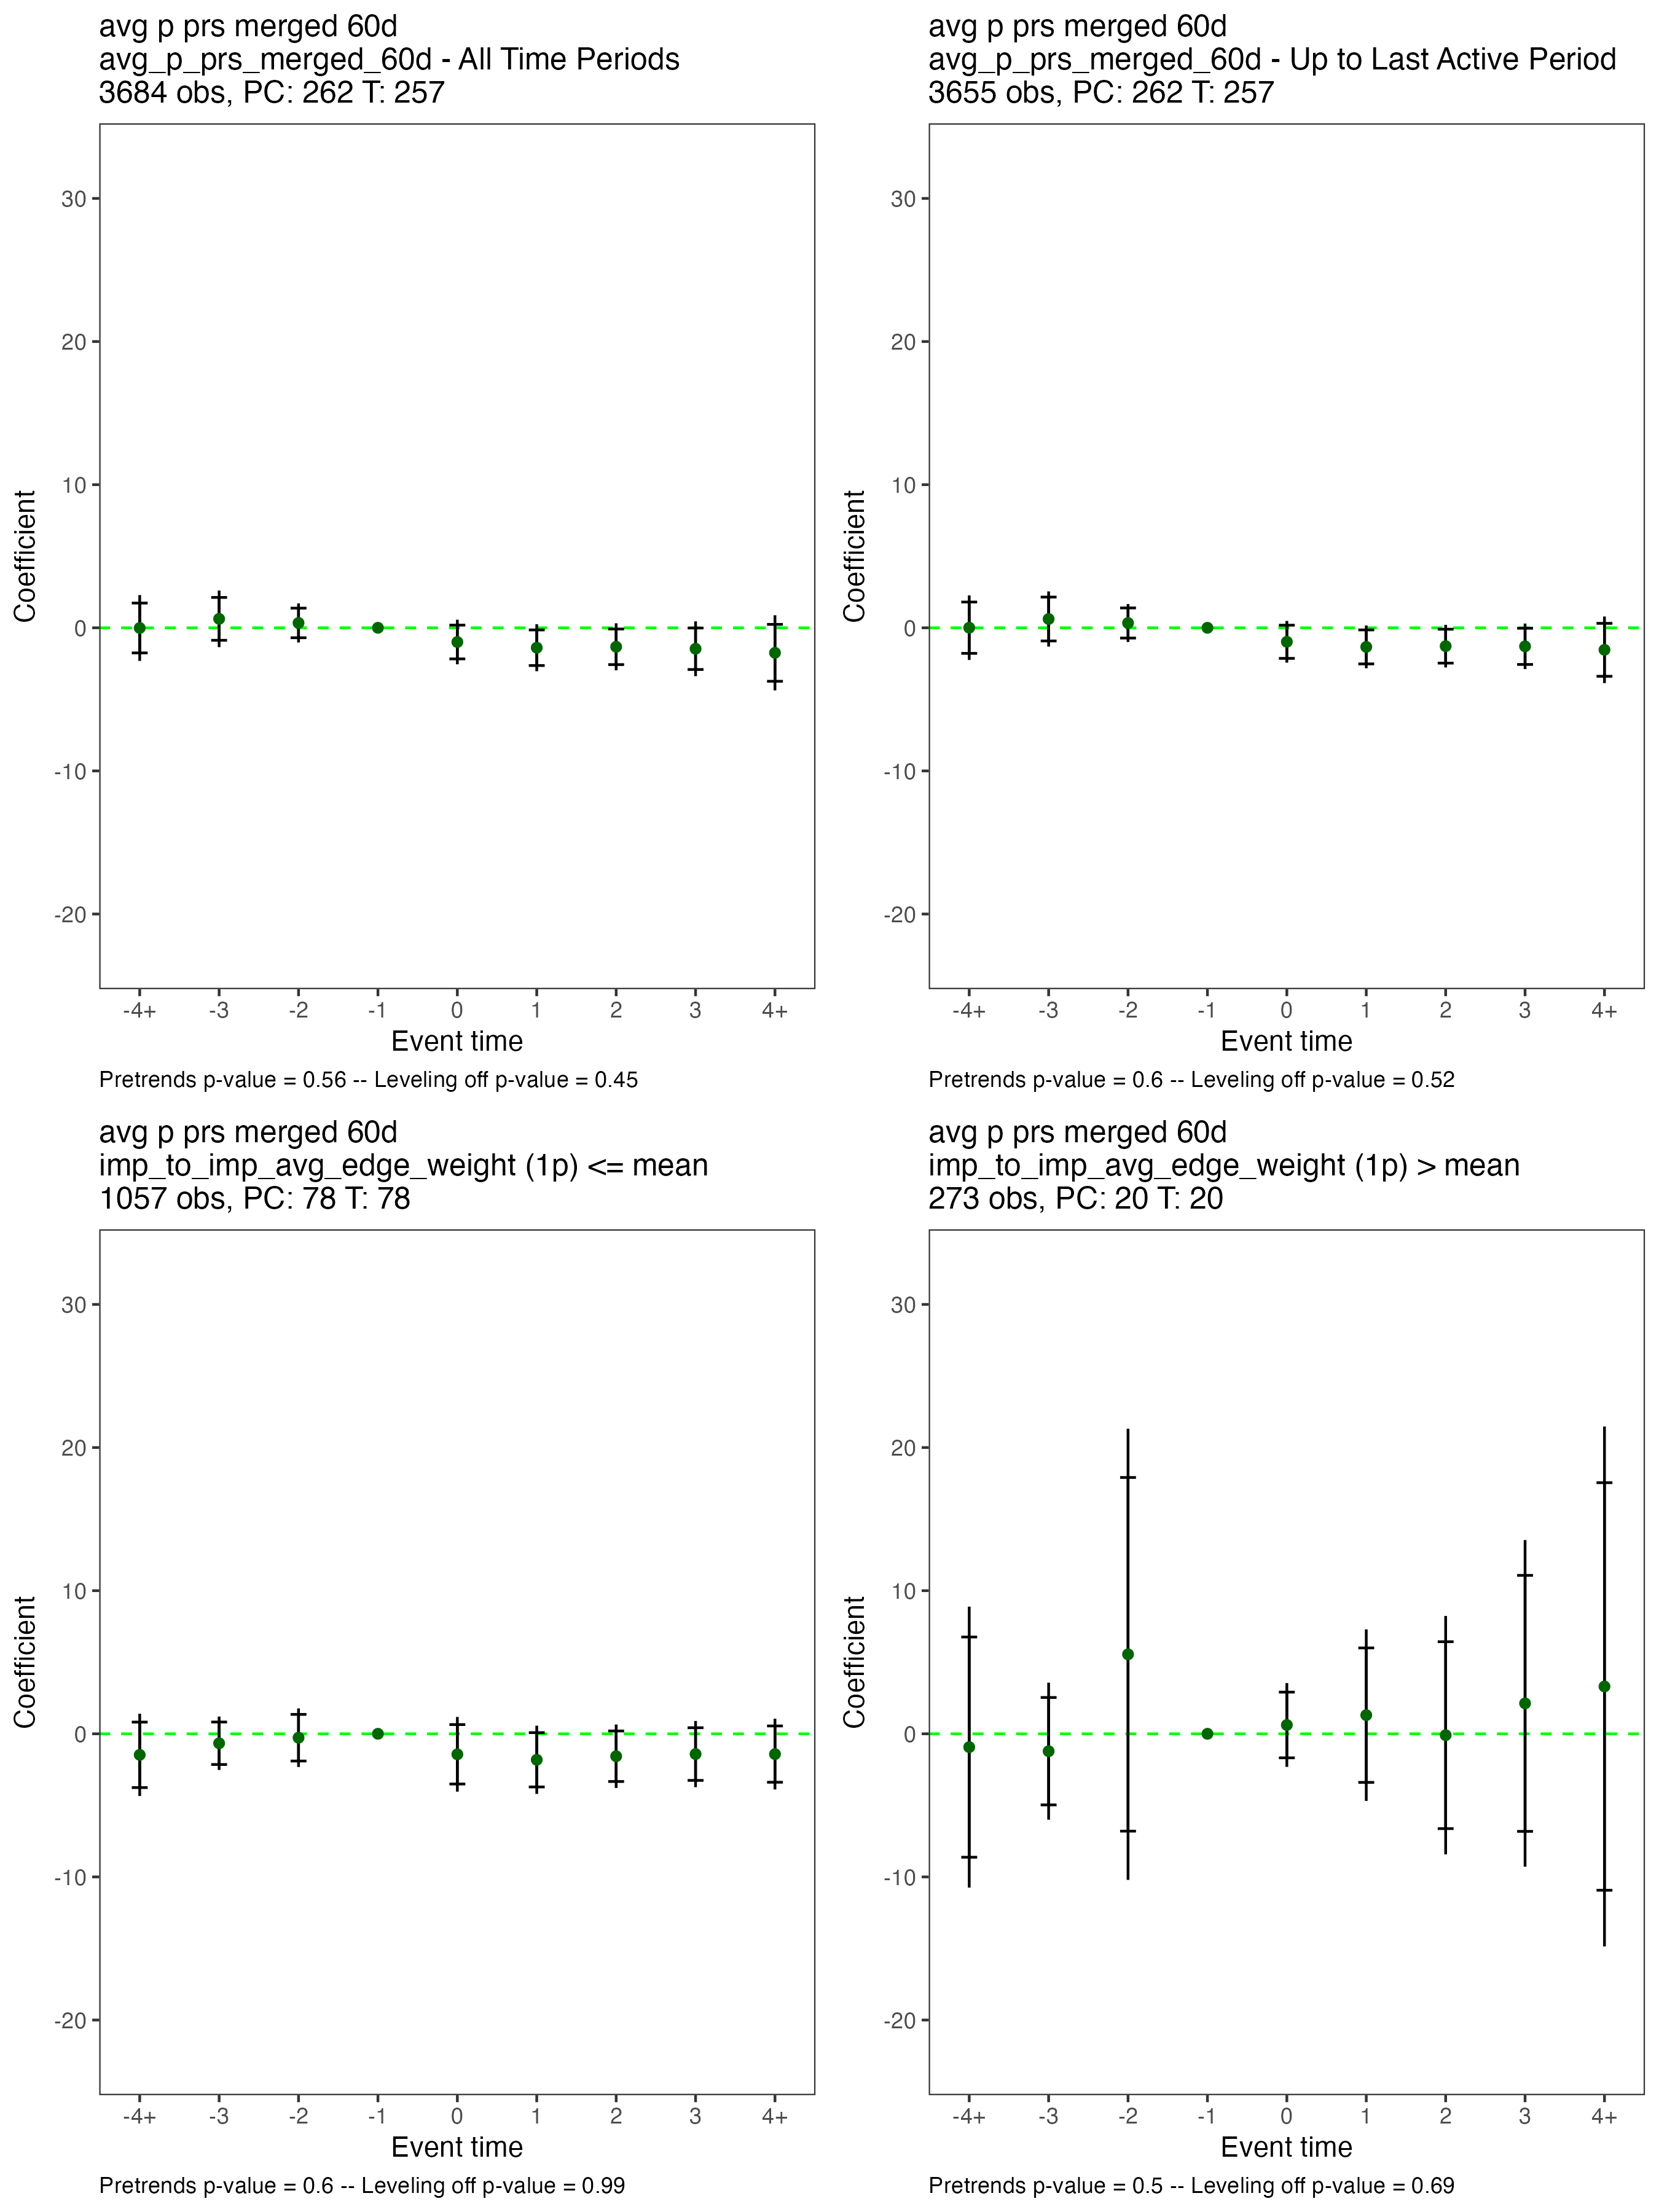 avg p prs merged 60d
avg_p_prs_merged_60d - All Time Periods
3684 obs, PC: 262 T: 257
Coefficient
30
20
10
0
-10
-20
-4+ -3 -2 -1 0 1 2 3 4+
Event time
Pretrends p-value = 0.56 -- Leveling off p-value = 0.45
avg p prs merged 60d
avg_p_prs_merged_60d - Up to Last Active Period
3655 obs, PC: 262 T: 257
Coefficient
30
20
10
0
-10
-20
-4+ -3 -2 -1 0 1 2 3 4+
Event time
Pretrends p-value = 0.6 -- Leveling off p-value = 0.52
avg p prs merged 60d
imp_to_imp_avg_edge_weight (1p) <= mean
1057 obs, PC: 78 T: 78
Coefficient
30
20
10
0
-10
-20
-4+ -3 -2 -1 0 1 2 3 4+
Event time
Pretrends p-value = 0.6 -- Leveling off p-value = 0.99
avg p prs merged 60d
imp_to_imp_avg_edge_weight (1p) > mean
273 obs, PC: 20 T: 20
Coefficient
30
20
10
0
-10
-20
-4+ -3 -2 -1 0 1 2 3 4+
Event time
Pretrends p-value = 0.5 -- Leveling off p-value = 0.69